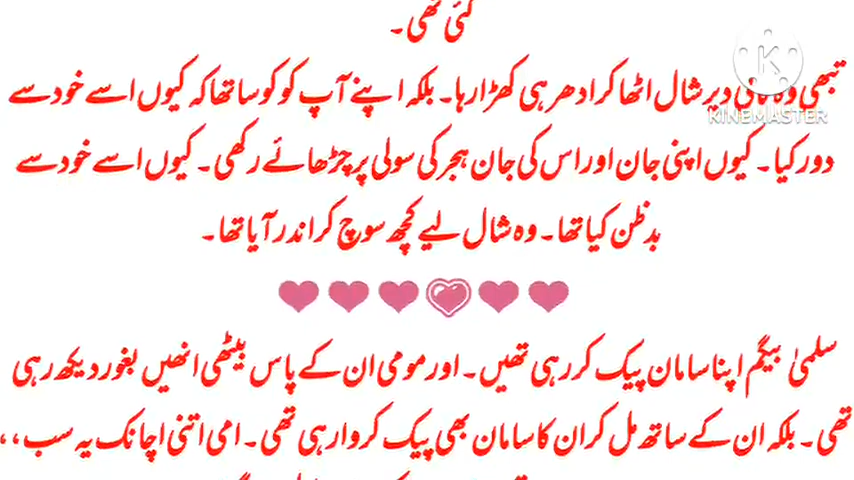 گئی تھی۔
تبھی وہ کافی دیر شال اٹھا کر ادھر ہی کھڑا رہا۔ بلکہ اپنے آپ کو کوسا تھا کہ کیوں اسے خود سے
KINEMASTER
دور کیا۔ کیوں اپنی جان اور اس کی جان ہجر کی سولی پر چڑھائے رکھی۔ کیوں اسے خود سے
بدظن کیا تھا۔ وہ شال لیے کچھ سوچ کر اندر آیا تھا۔
سلمیٰ بیگم اپنا سامان پیک کر رہی تھیں۔ اور مومی ان کے پاس بیٹھی انھیں بغور دیکھ رہی
تھی۔ بلکہ ان کے ساتھ مل کر ان کا سامان بھی پیک کروا رہی تھی۔ امی اتنی اچانک یہ سب،،